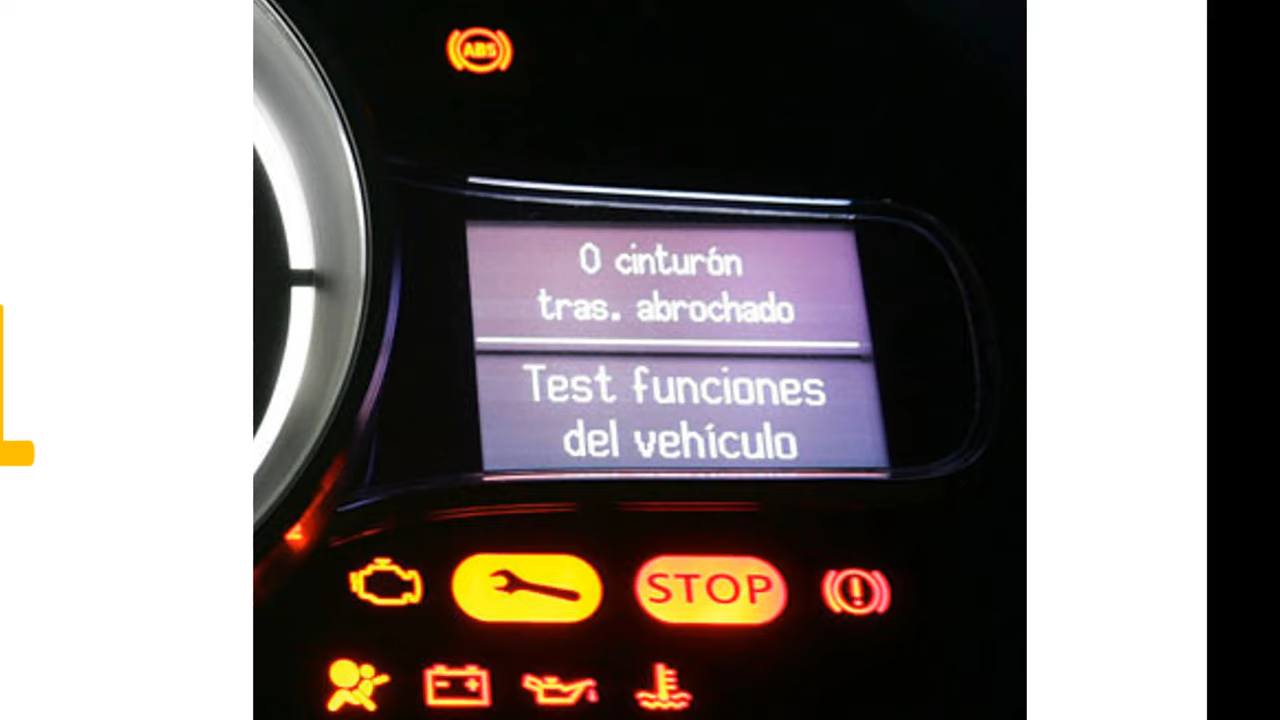 ABS
0 cinturón
tras. abrochado
Test funciones
del vehículo
STOP